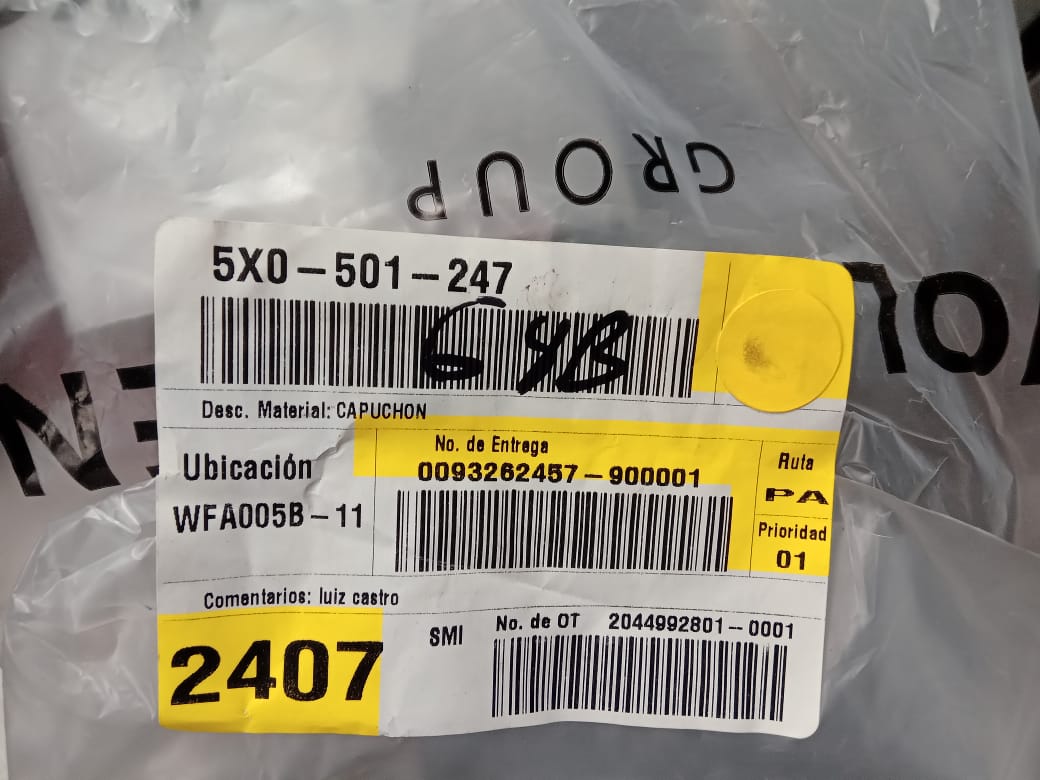 GROUP
5X0-501-247
6 4B
Desc. Material: CAPUCHON
No. de Entrega
0093262457-900001
Ubicación
WFA005B-11
Ruta
PA
Prioridad
01
Comentarios: luiz castro
2407
SMI
No. de OT 2044992801-0001